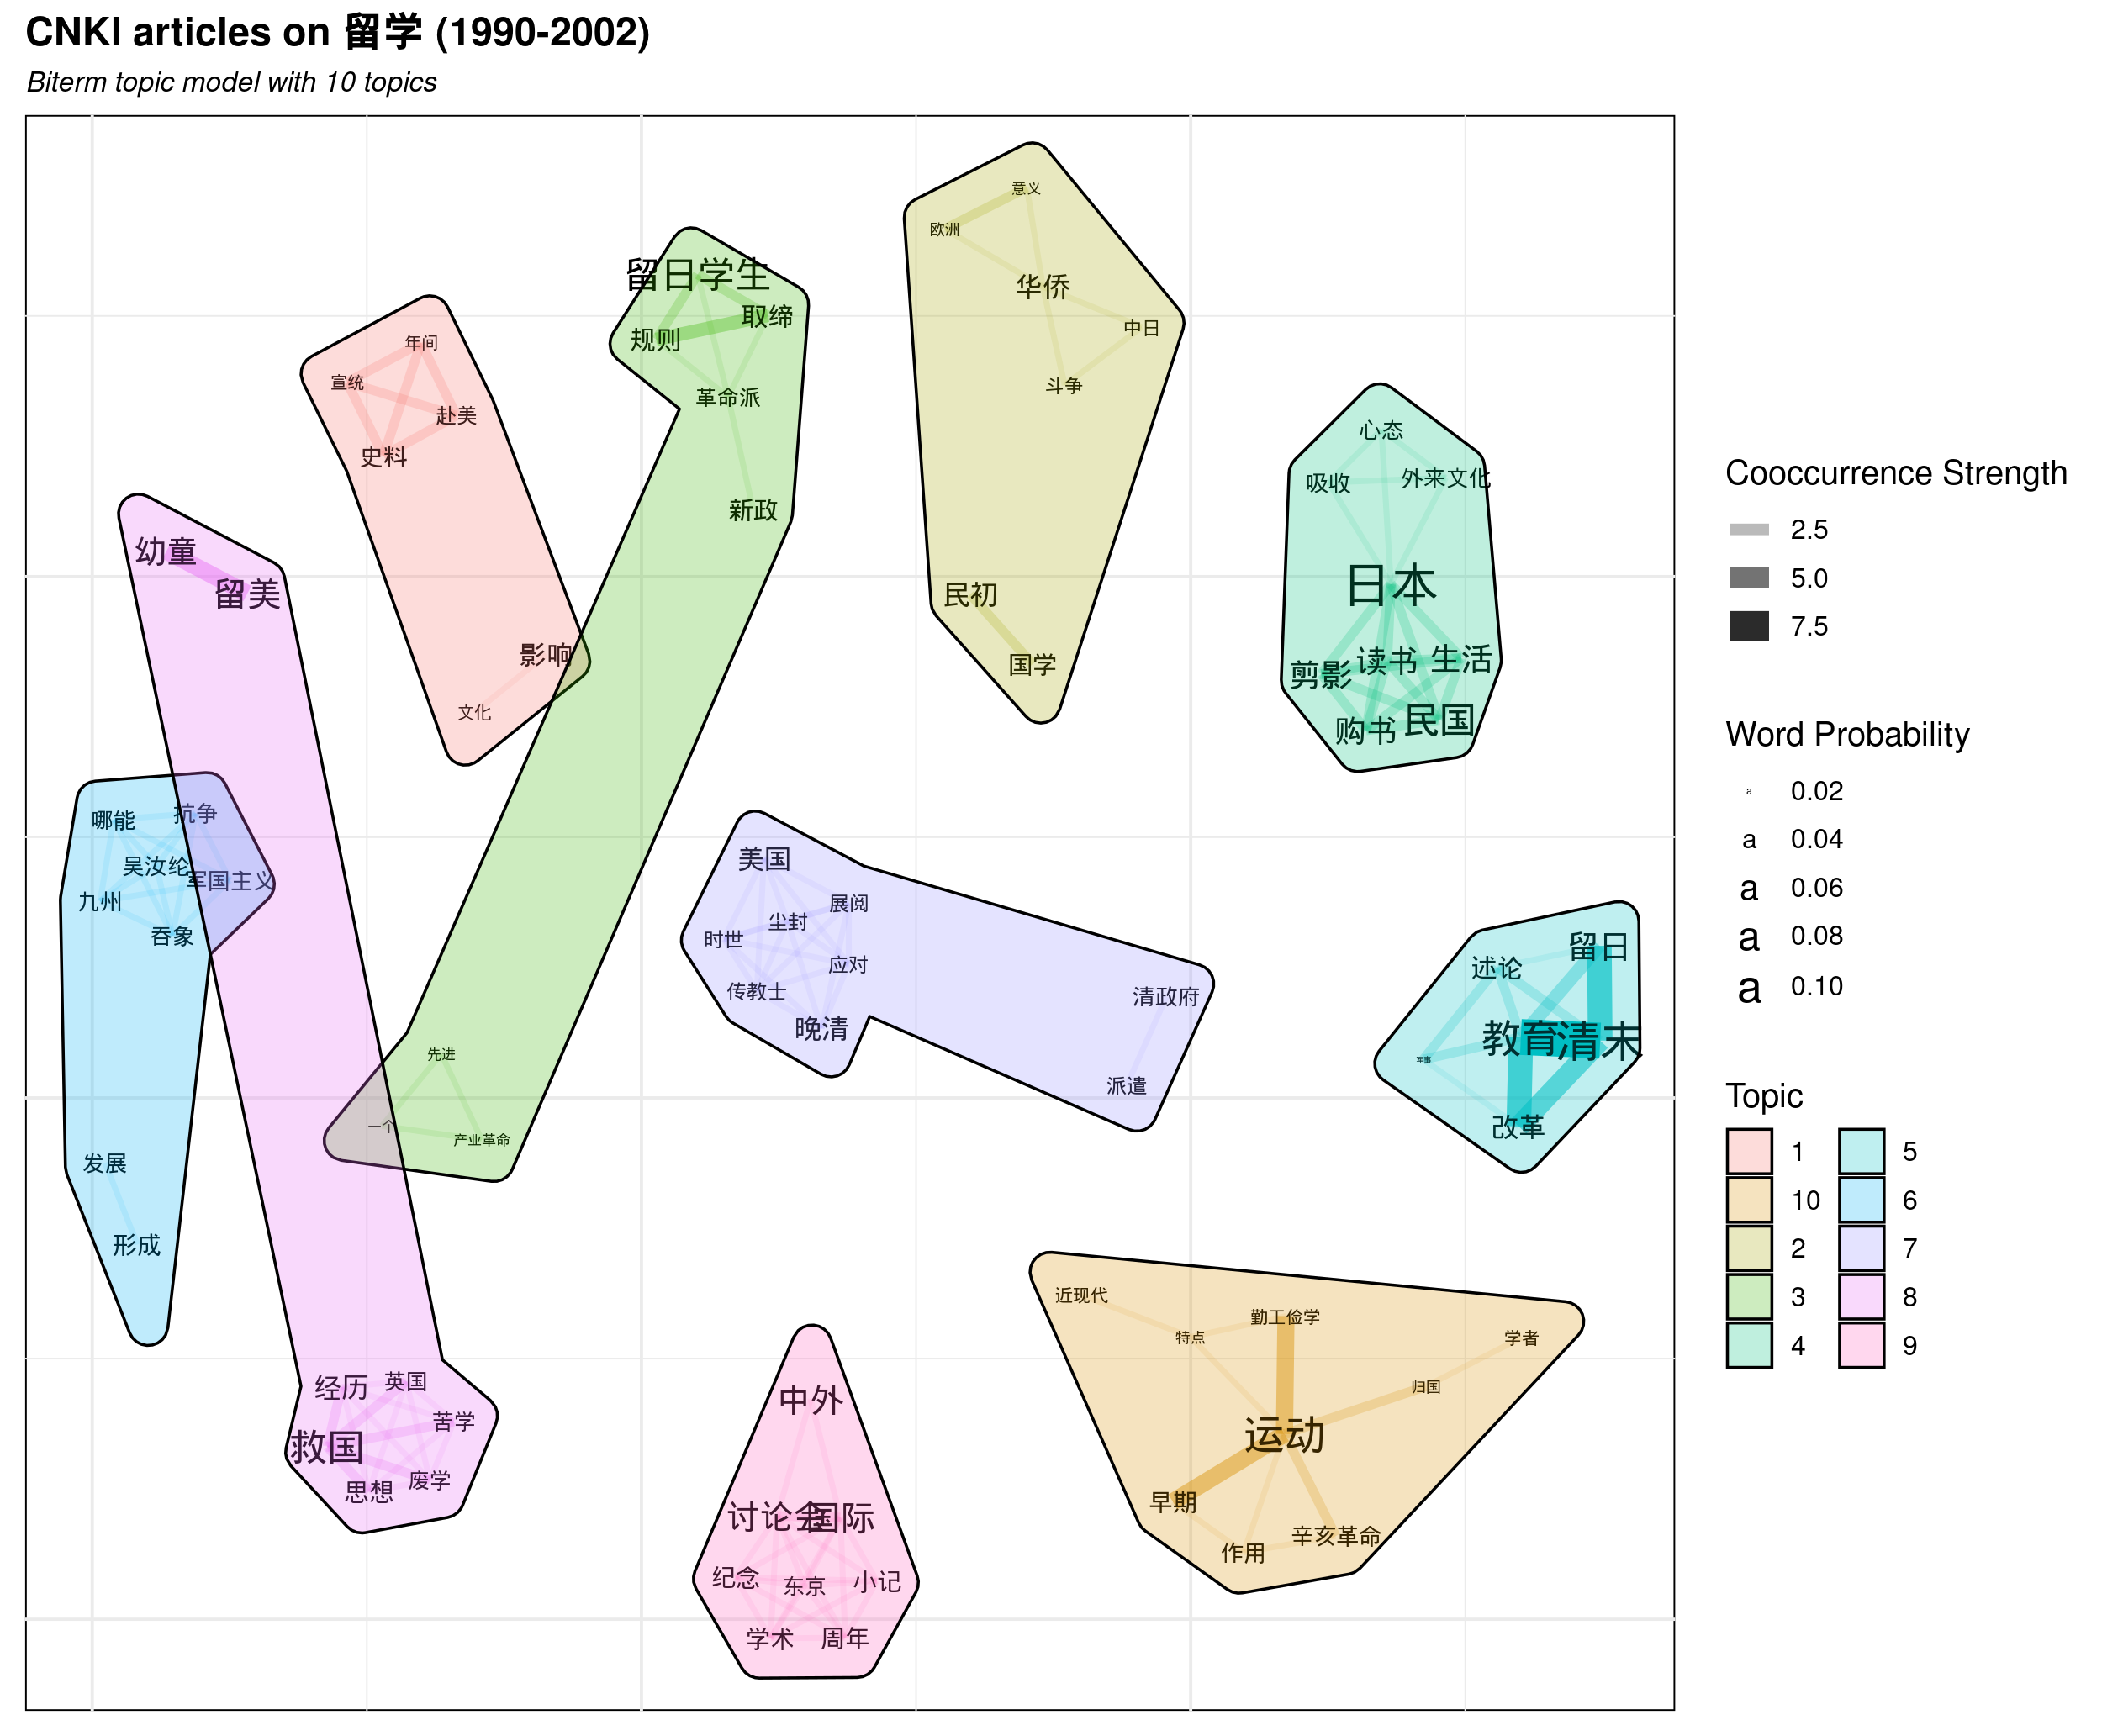 CNKI articles on 留学 (1990-2002)
Biterm topic model with 10 topics
年间
宣统
赴美
史料
影响
文化
留日学生
取缔
规则
革命派
新政
先进
一个
产业革命
意义
欧洲
华侨
中日
斗争
民初
国学
心态
吸收
外来文化
日本
读书
生活
剪影
民国
购书
幼童
留美
经历
英国
苦学
救国
废学
思想
哪能
抗争
吴汝纶
军国主义
九州
吞象
发展
形成
美国
展阅
尘封
时世
应对
传教士
晚清
清政府
派遣
留日
述论
教育
清末
军事
改革
近现代
勤工俭学
特点
学者
归国
运动
早期
辛亥革命
作用
中外
讨论会
国际
纪念
东京
小记
学术
周年
Cooccurrence Strength
2.5
5.0
7.5
Word Probability
a 0.02
a 0.04
a 0.06
a 0.08
a 0.10
Topic
1 5
10 6
2 7
3 8
4 9